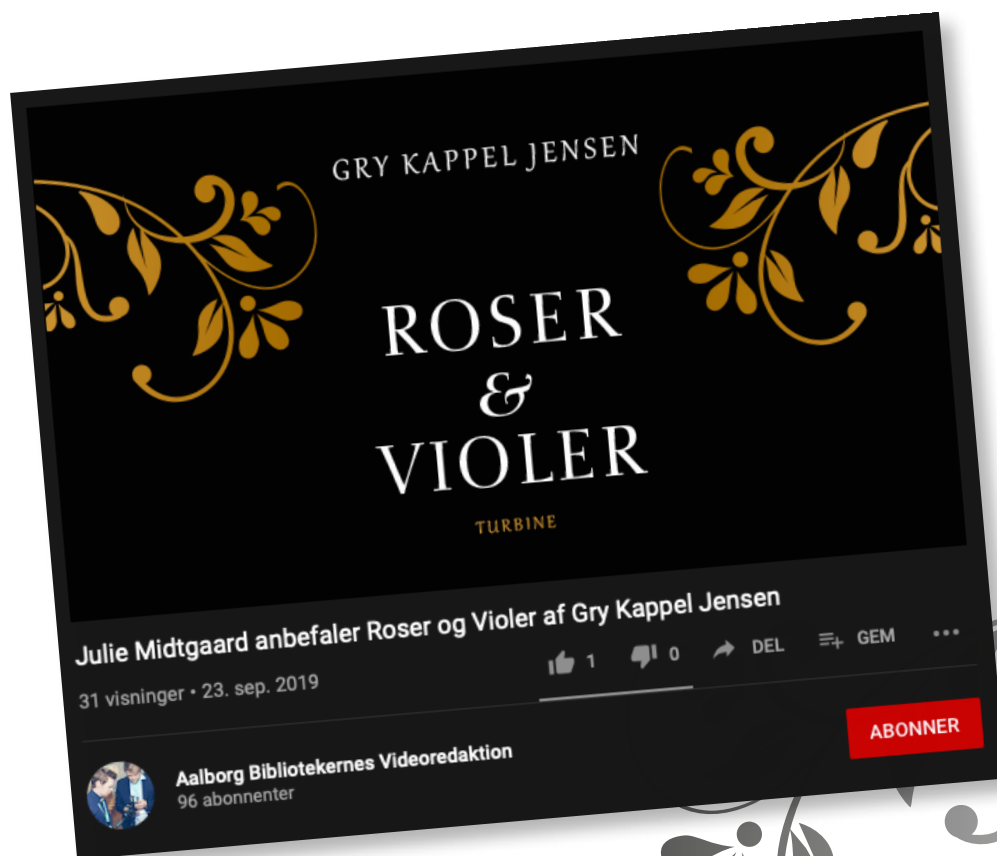 GRY KAPPEL JENSEN
ROSER
&
VIOLER
TURBINE
Julie Midtgaard anbefaler Roser og Violer af Gry Kappel Jensen
31 visninger • 23. sep. 2019
1 0 DEL GEM
Aalborg Bibliotekernes Videoredaktion
96 abonnenter
ABONNER